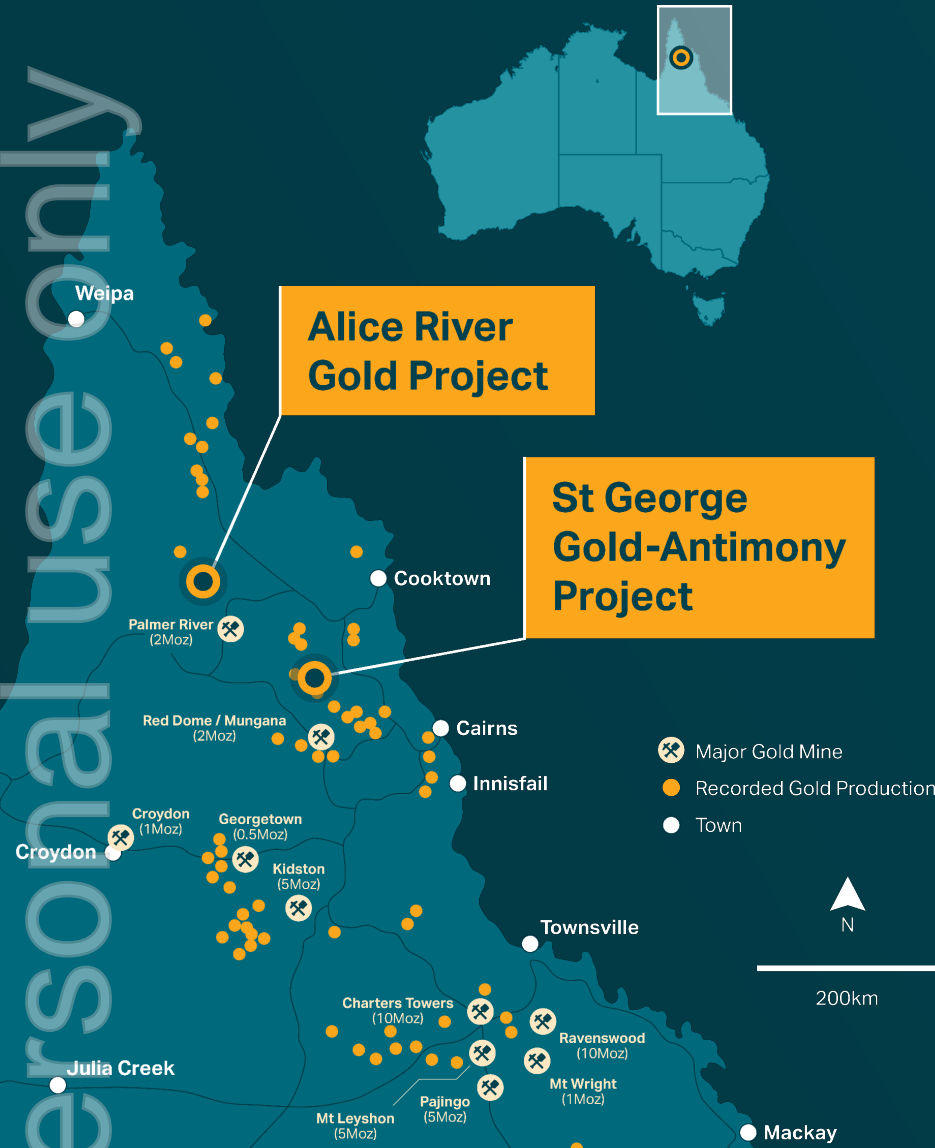 ersonal use only
Weipa
Alice River
Gold Project
St George
Gold-Antimony
Project
Cooktown
Palmer River
(2Moz)
Red Dome / Mungana
(2Moz)
Cairns
Major Gold Mine
Innisfail
Recorded Gold Production
Croydon
(1Moz)
Georgetown
(0.5Moz)
Town
Croydon
Kidston
(5Moz)
N
Townsville
200km
Charters Towers
(10Moz)
Ravenswood
(10Moz)
Julia Creek
Mt Wright
(1Moz)
Pajingo
(5Moz)
Mt Leyshon
(5Moz)
Mackay